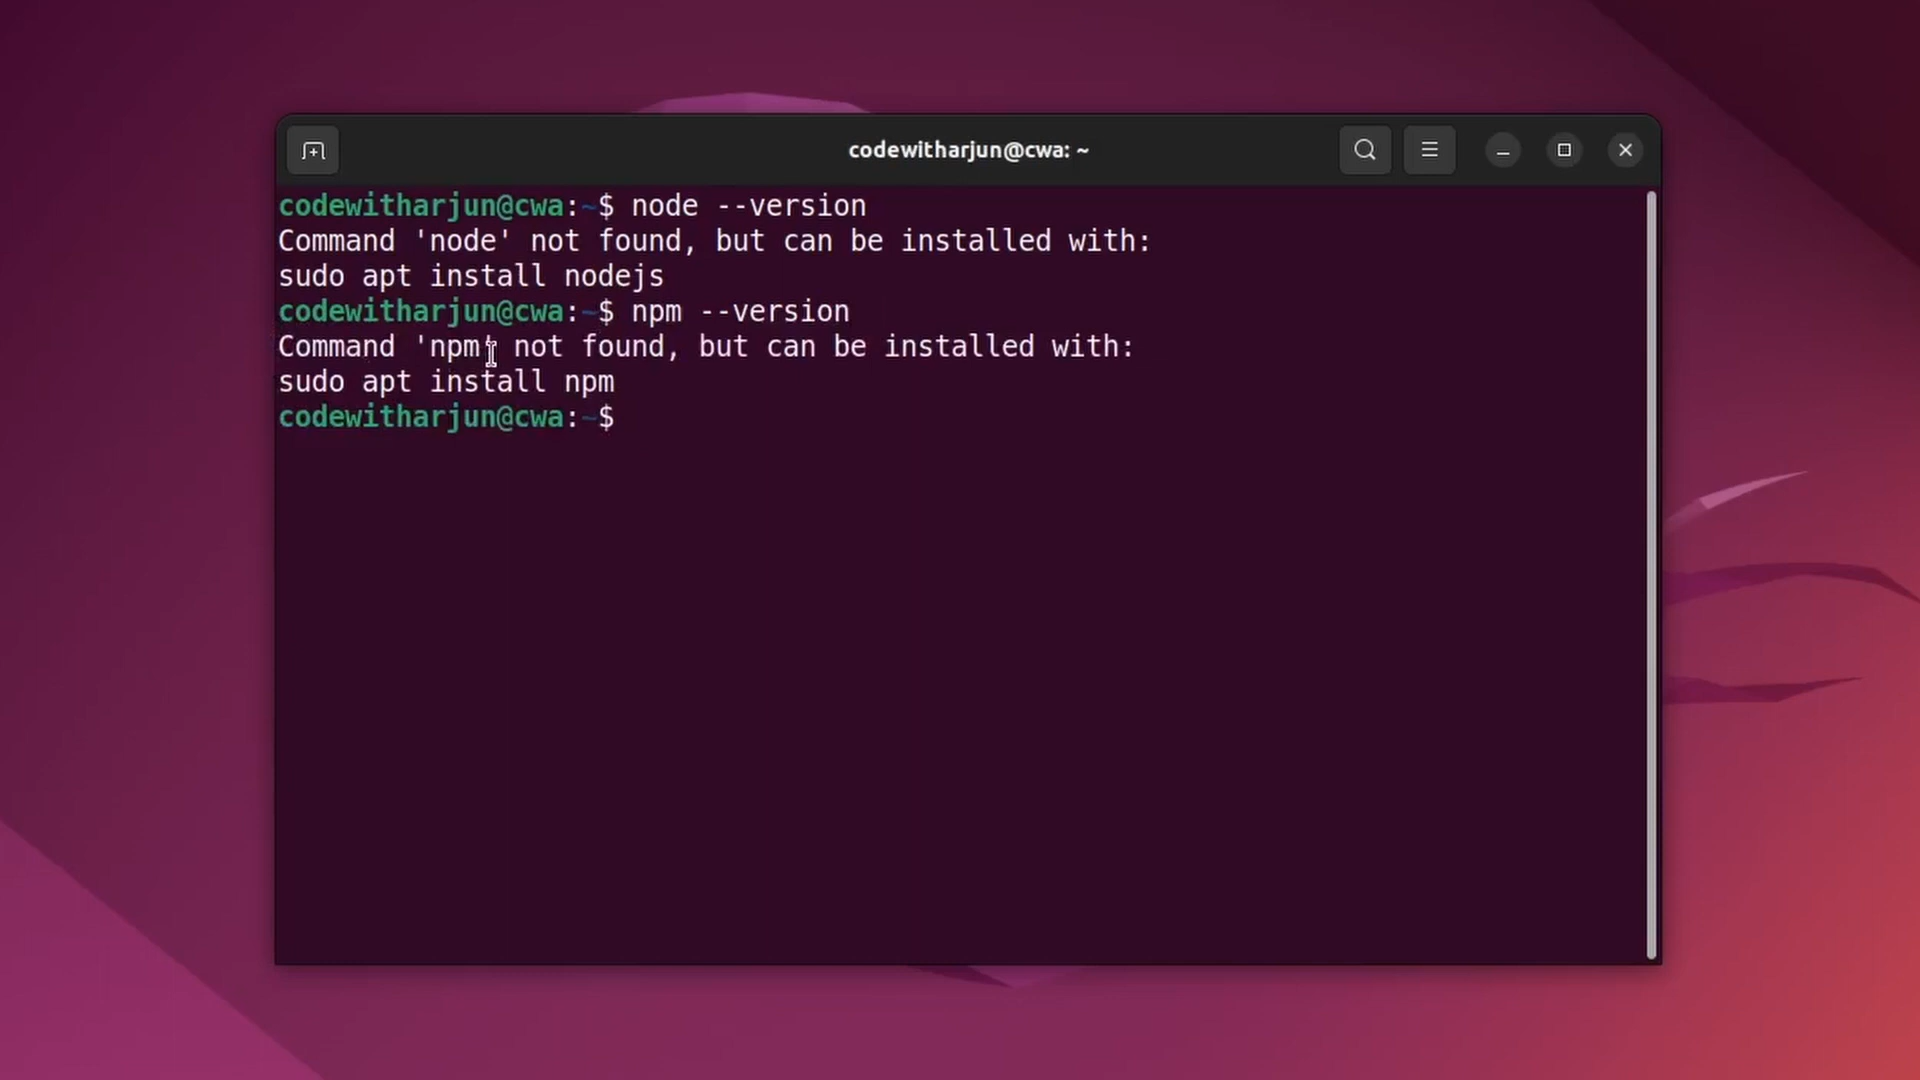 codewitharjun@cwa: ~
codewitharjun@cwa:~$ node --version
Command 'node' not found, but can be installed with:
sudo apt install nodejs
codewitharjun@cwa:~$ npm --version
Command 'npm' not found, but can be installed with:
sudo apt install npm
codewitharjun@cwa:~$